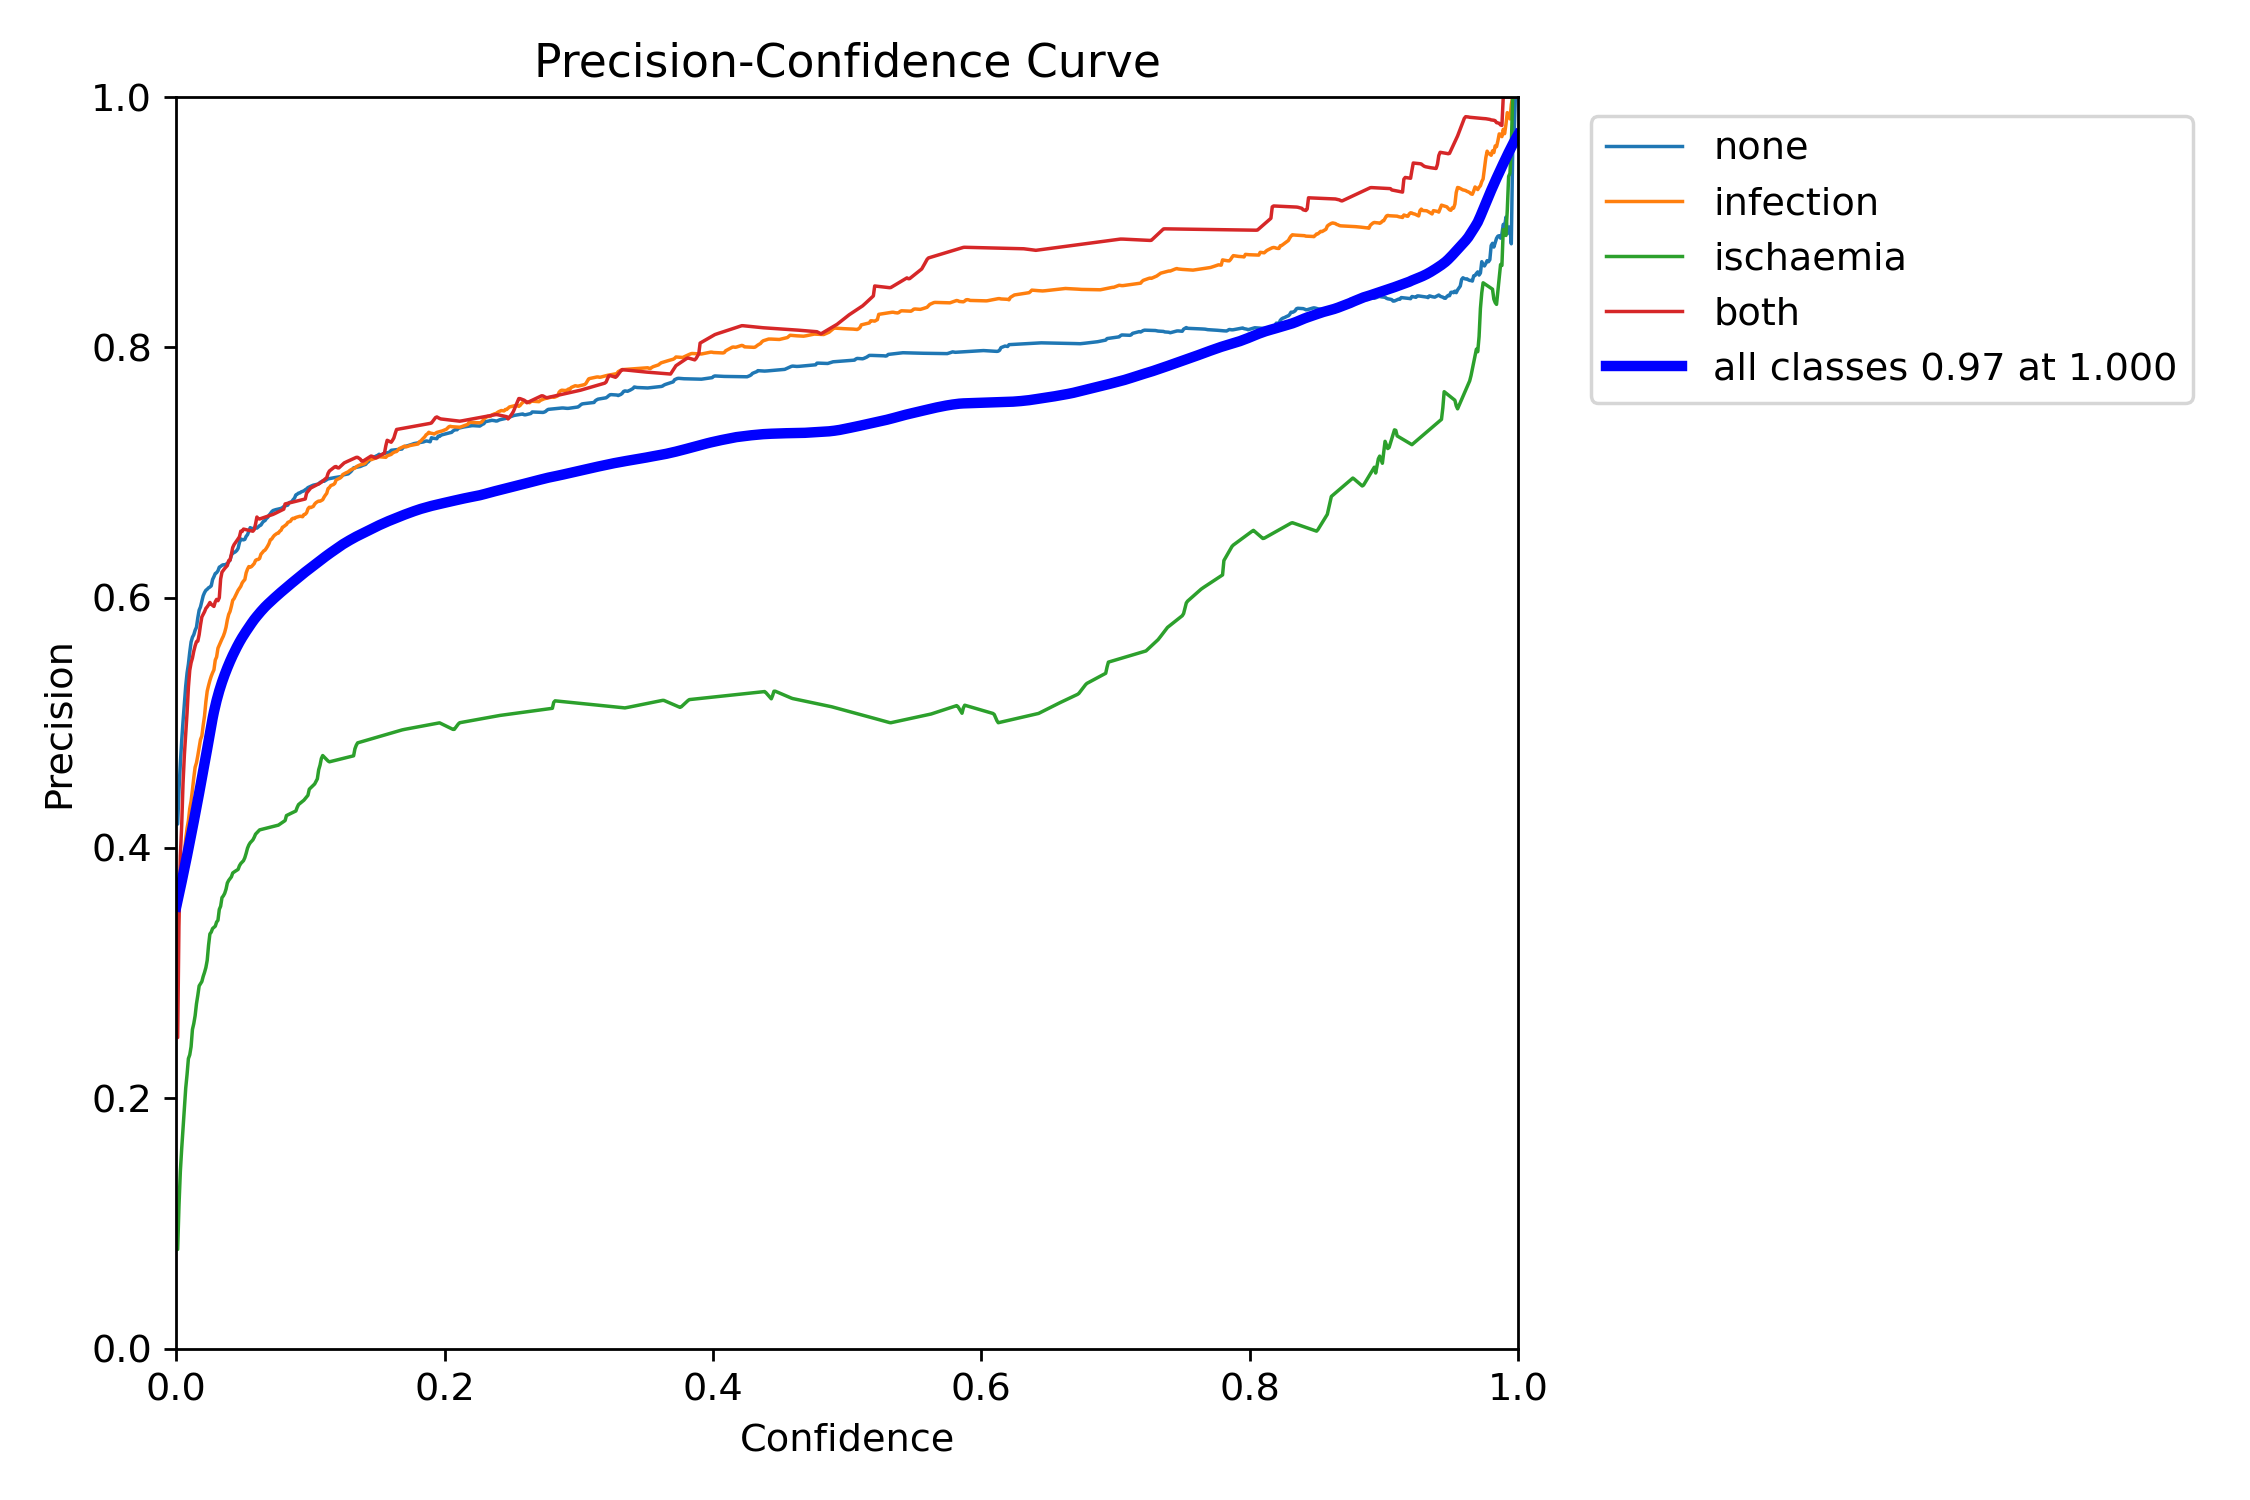 Precision-Confidence Curve
1.0
0.8
0.6
0.4
0.2
0.0
Precision
0.0 0.2 0.4 0.6 0.8 1.0
Confidence
none
infection
ischaemia
both
all classes 0.97 at 1.000